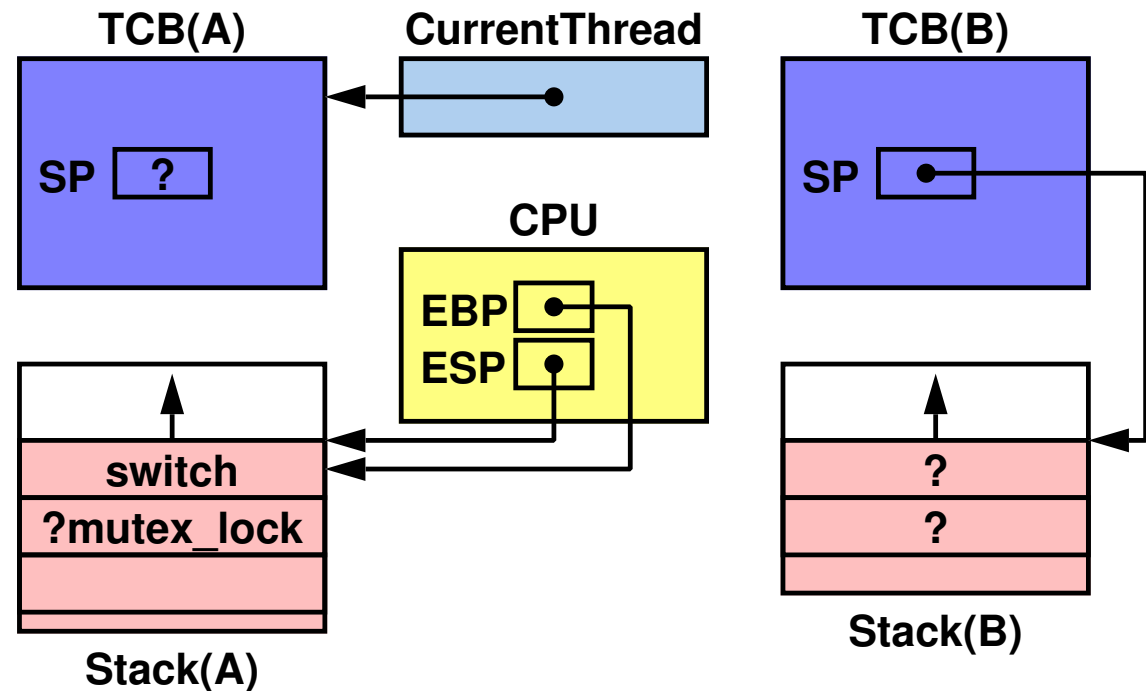 TCB(A)
CurrentThread
TCB(B)
SP ?
SP
CPU
EBP
ESP
switch
?mutex_lock
?
?
Stack(A)
Stack(B)